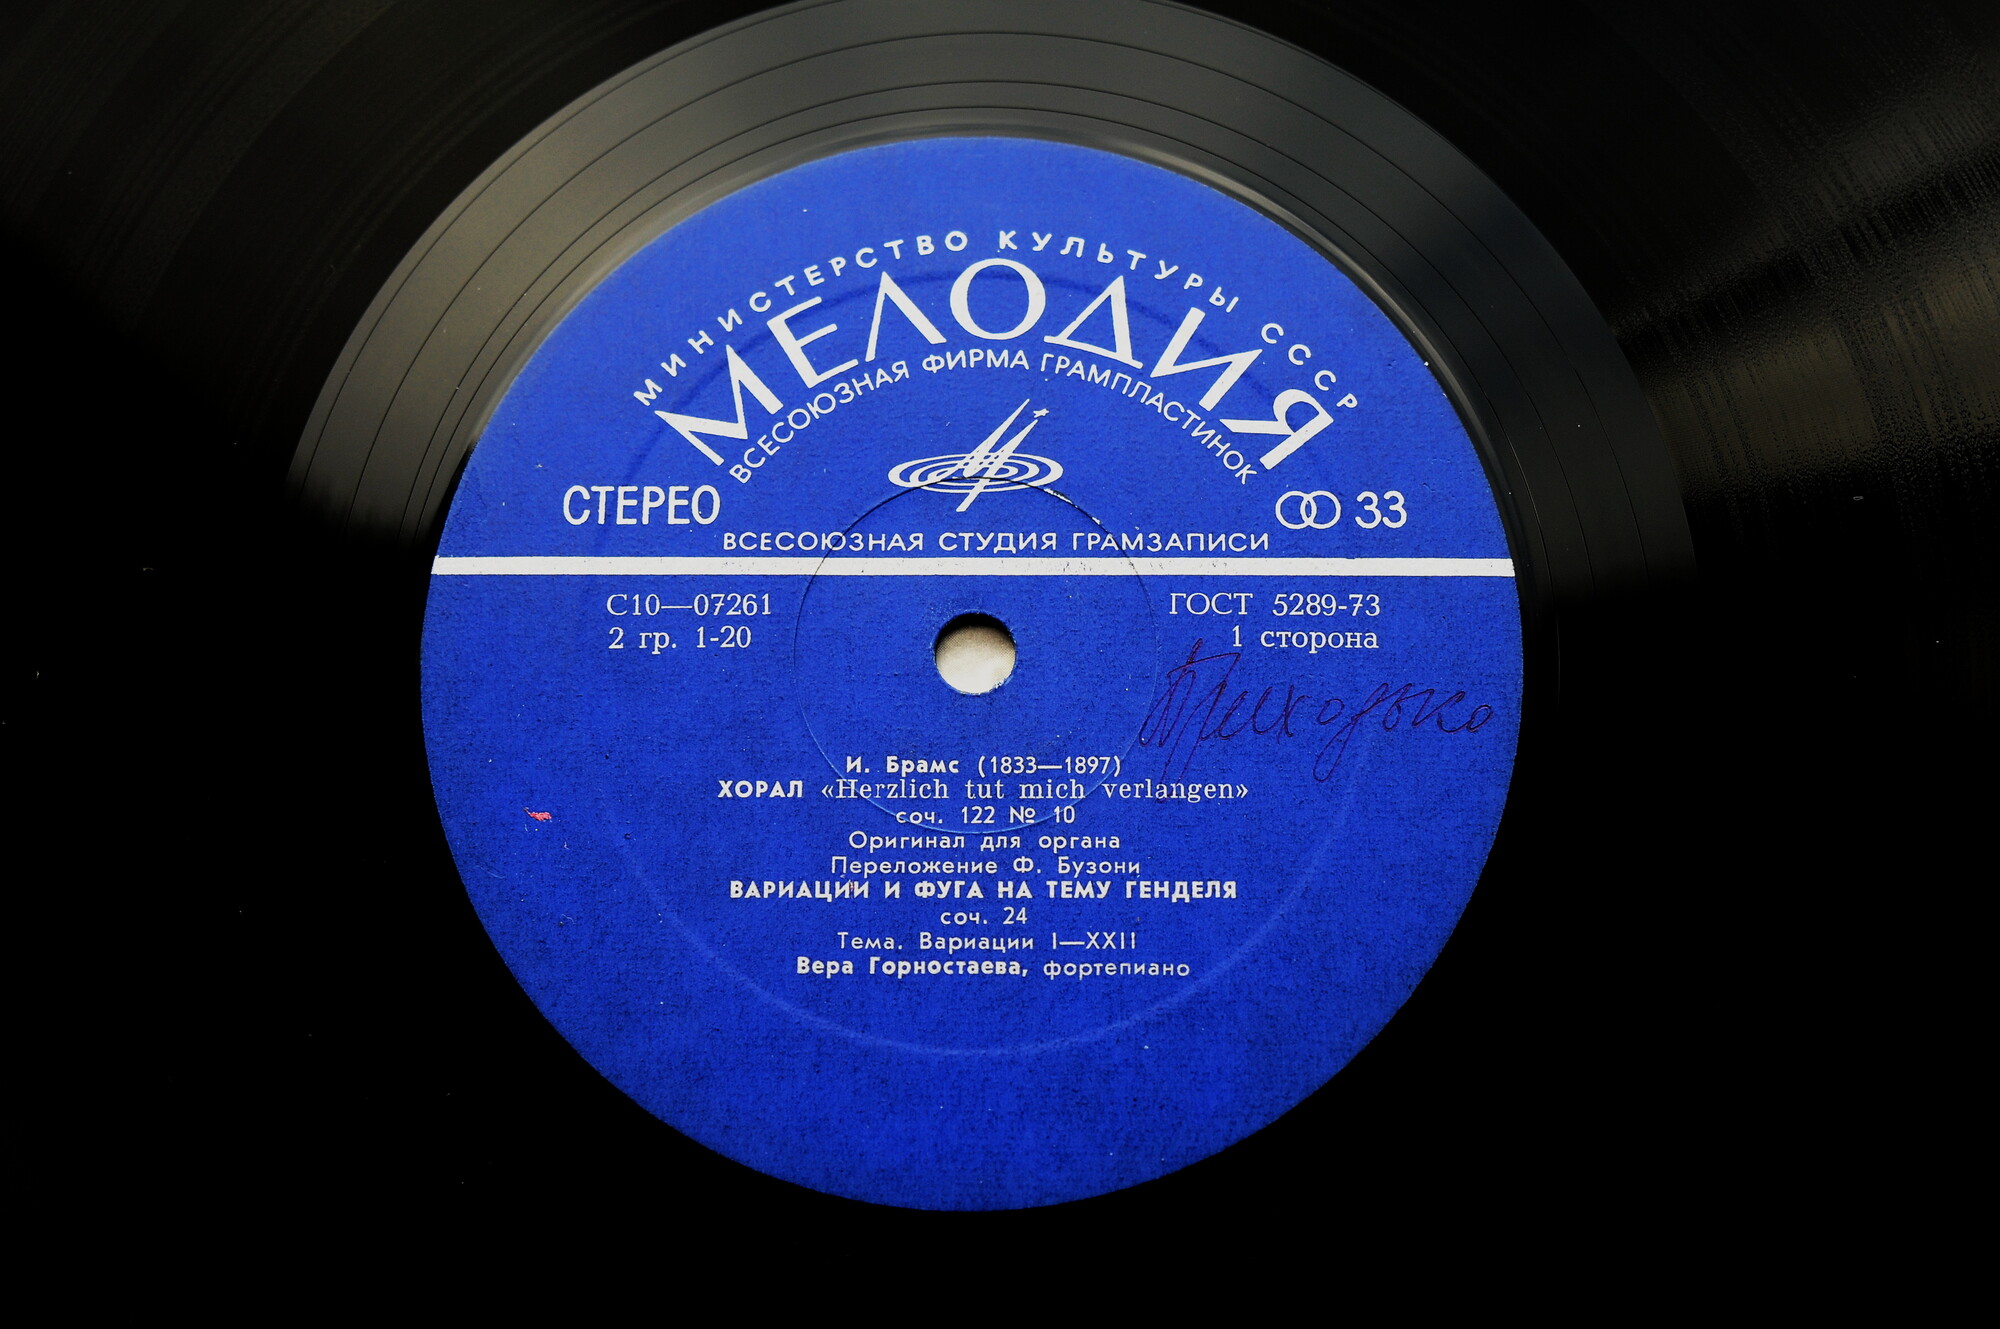 МИНИСТЕРСТВО КУЛЬТУРЫ СССР
МЕЛОДИЯ
ВСЕСОЮЗНАЯ ФИРМА ГРАМПЛАСТИНОК
СТЕРЕО
33
ВСЕСОЮЗНАЯ СТУДИЯ ГРАМЗАПИСИ
С10—07261
ГОСТ 5289-73
2 гр. 1-20
1 сторона
Приходько
И. Брамс (1833—1897)
ХОРАЛ «Herzlich tut mich verlangen»
соч. 122 № 10
Оригинал для органа
Переложение Ф. Бузони
ВАРИАЦИИ И ФУГА НА ТЕМУ ГЕНДЕЛЯ
соч. 24
Тема. Вариации I—XXII
Вера Горностаева, фортепиано